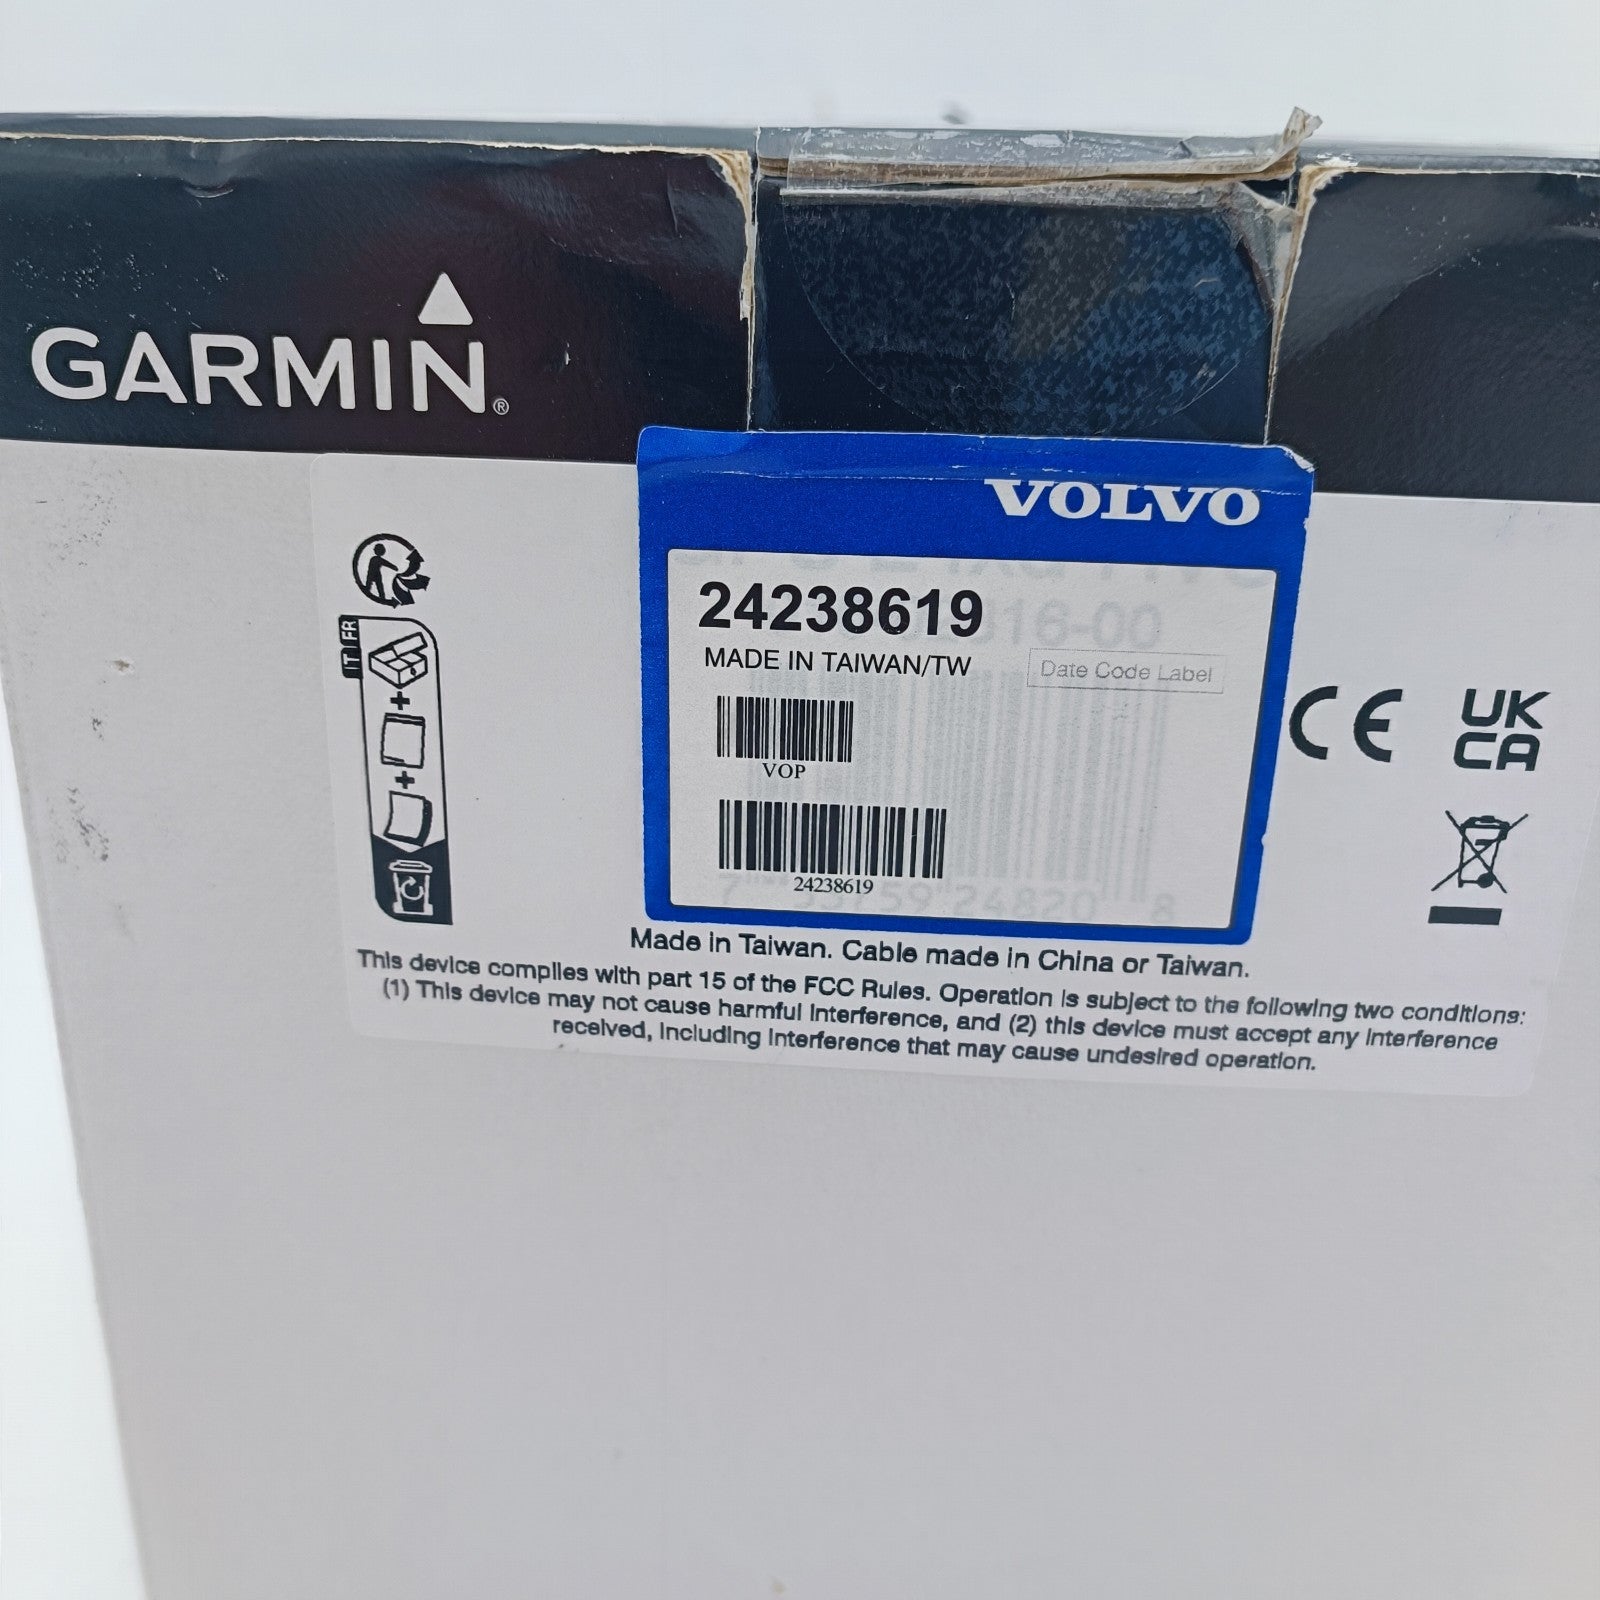 GARMIN®
VOLVO
24238619
MADE IN TAIWAN/TW
Date Code Label
VOP
24238619
FR
IT
CE
UK
CA
Made in Taiwan. Cable made in China or Taiwan.
This device complies with part 15 of the FCC Rules. Operation is subject to the following two conditions:
(1) This device may not cause harmful interference, and (2) this device must accept any interference
received, including interference that may cause undesired operation.